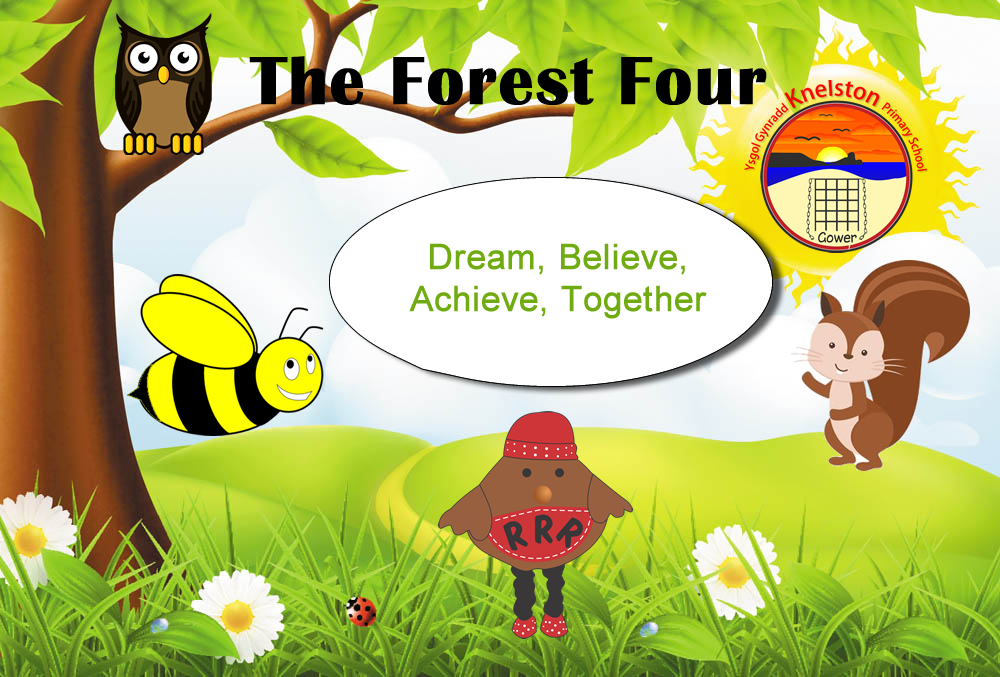 The Forest Four
Ysgol Gynradd Knelston Primary School
Gower
Dream, Believe,
Achieve, Together
RRR